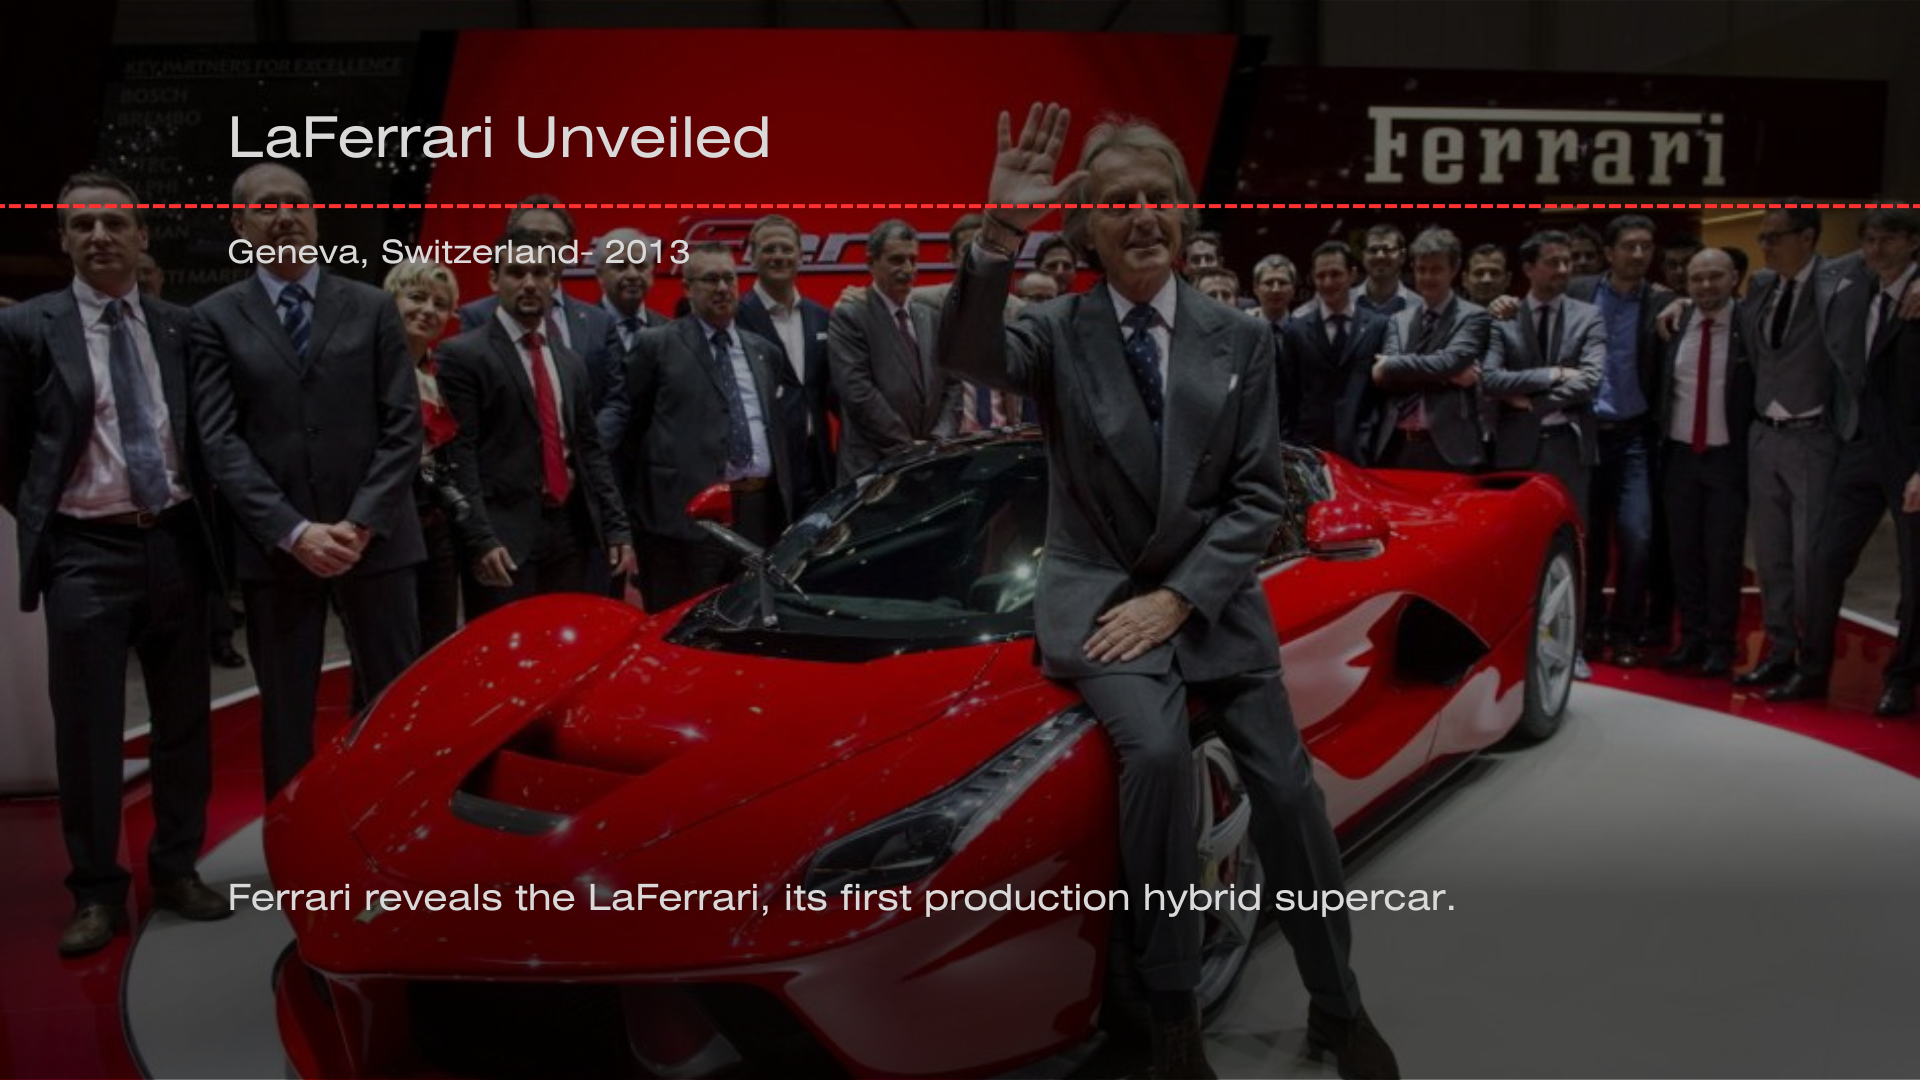 KEY PARTNERS FOR EXCELLENCE
BOSCH
BREMBO
LaFerrari Unveiled
Ferrari
Geneva, Switzerland- 2013
Ferrari reveals the LaFerrari, its first production hybrid supercar.